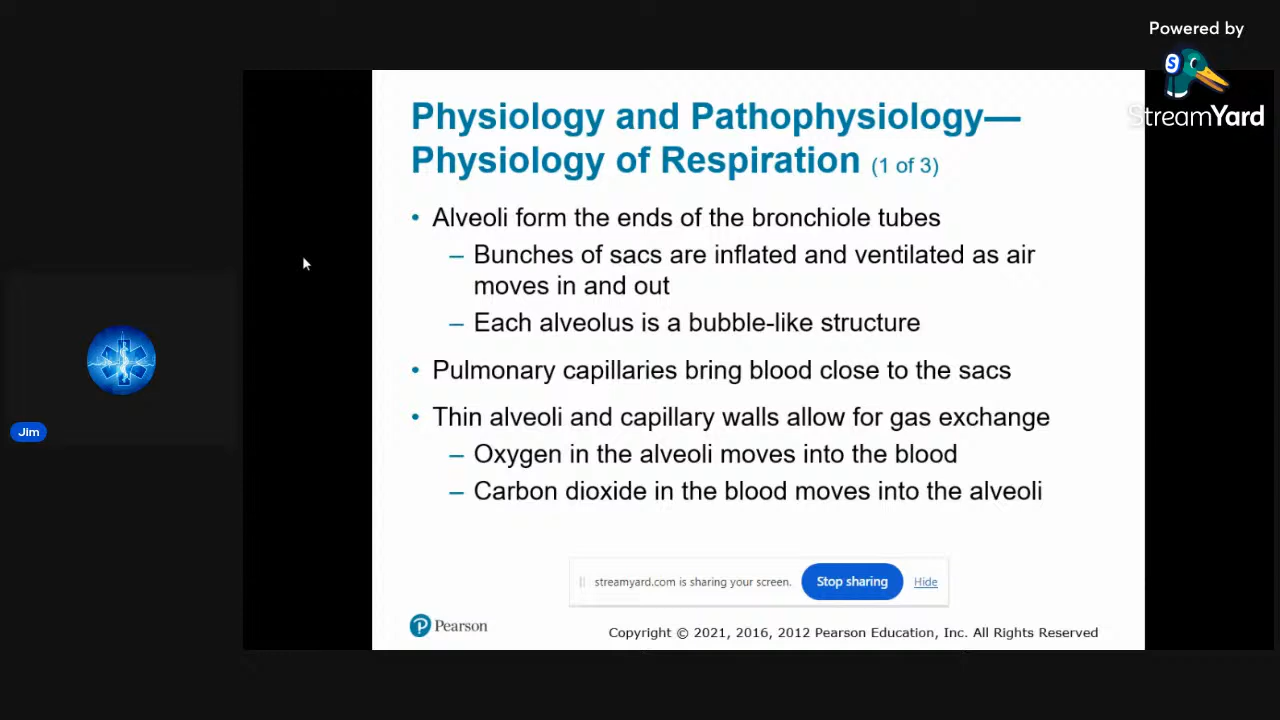 Powered by
S
StreamYard
Physiology and Pathophysiology—
Physiology of Respiration (1 of 3)
• Alveoli form the ends of the bronchiole tubes
– Bunches of sacs are inflated and ventilated as air
moves in and out
– Each alveolus is a bubble-like structure
• Pulmonary capillaries bring blood close to the sacs
• Thin alveoli and capillary walls allow for gas exchange
– Oxygen in the alveoli moves into the blood
– Carbon dioxide in the blood moves into the alveoli
Jim
streamyard.com is sharing your screen. Stop sharing Hide
P Pearson
Copyright © 2021, 2016, 2012 Pearson Education, Inc. All Rights Reserved